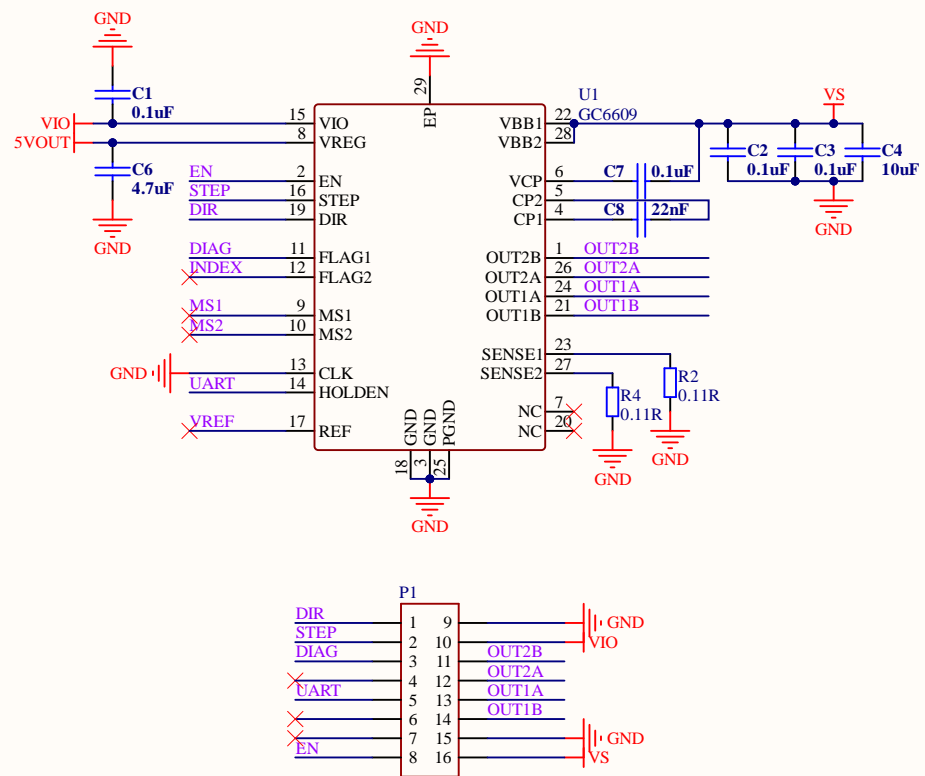 GND
GND
C1
0.1uF
29
EP
U1
GC6609
VS
VIO
15
VIO
VBB1
22
5VOUT
8
VREG
VBB2
28
C6
4.7uF
GND
C2
0.1uF
C3
0.1uF
C4
10uF
GND
EN
2
EN
VCP
6
C7
0.1uF
STEP
16
STEP
CP2
5
DIR
19
DIR
CP1
4
C8
22nF
DIAG
11
FLAG1
OUT2B
1
OUT2B
INDEX
12
FLAG2
OUT2A
26
OUT2A
OUT1A
24
OUT1A
MS1
9
MS1
OUT1B
21
OUT1B
MS2
10
MS2
SENSE1
23
GND
13
CLK
SENSE2
27
R2
0.11R
UART
14
HOLDEN
R4
0.11R
NC
7
VREF
17
REF
NC
20
GND
GND
GND
GND
PGND
18
3
25
GND
P1
DIR
1
9
GND
STEP
2
10
VIO
DIAG
3
11
OUT2B
4
12
OUT2A
UART
5
13
OUT1A
6
14
OUT1B
7
15
GND
EN
8
16
VS